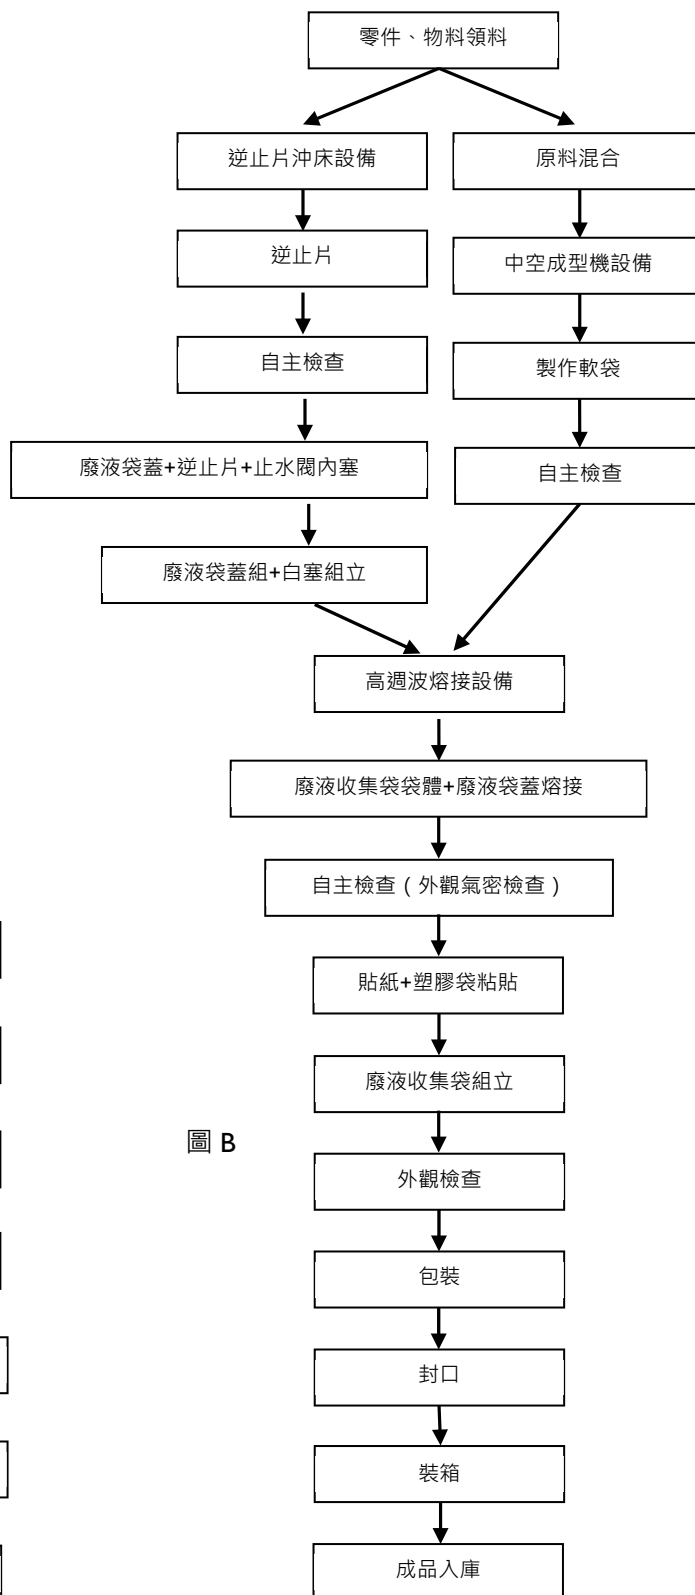 零件、物料領料
逆止片沖床設備
原料混合
逆止片
中空成型機設備
自主檢查
製作軟袋
廢液袋蓋+逆止片+止水閥內塞
自主檢查
廢液袋蓋組+白塞組立
高週波熔接設備
廢液收集袋袋體+廢液袋蓋熔接
自主檢查（外觀氣密檢查）
貼紙+塑膠袋粘貼
廢液收集袋組立
圖 B
外觀檢查
包裝
封口
裝箱
成品入庫